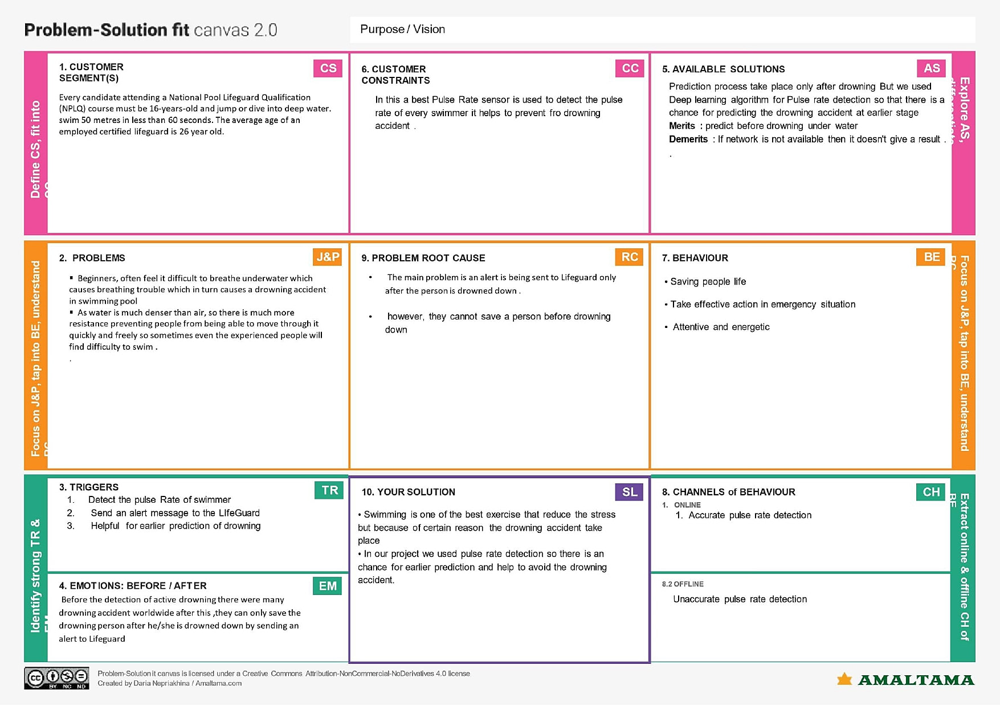 Problem-Solution fit canvas 2.0
Purpose / Vision
Define CS, fit into
1. CUSTOMER
SEGMENT(S)
CS
Every candidate attending a National Pool Lifeguard Qualification
(NPLQ) course must be 16-years-old and jump or dive into deep water.
swim 50 metres in less than 60 seconds. The average age of an
employed certified lifeguard is 26 year old.
6. CUSTOMER
CONSTRAINTS
CC
In this a best Pulse Rate sensor is used to detect the pulse
rate of every swimmer it helps to prevent fro drowning
accident .
5. AVAILABLE SOLUTIONS
AS
Prediction process take place only after drowning But we used
Deep learning algorithm for Pulse rate detection so that there is a
chance for predicting the drowning accident at earlier stage
Merits : predict before drowning under water
Demerits : If network is not available then it doesn't give a result .
.
Explore AS,
Focus on J&P, tap into BE, understand
2. PROBLEMS
J&P
▪ Beginners, often feel it difficult to breathe underwater which
causes breathing trouble which in turn causes a drowning accident
in swimming pool
▪ As water is much denser than air, so there is much more
resistance preventing people from being able to move through it
quickly and freely so sometimes even the experienced people will
find difficulty to swim .
.
9. PROBLEM ROOT CAUSE
RC
• The main problem is an alert is being sent to Lifeguard only
after the person is drowned down .
• however, they cannot save a person before drowning
down
7. BEHAVIOUR
BE
• Saving people life
• Take effective action in emergency situation
• Attentive and energetic
Focus on J&P, tap into BE, understand
Identify strong TR &
3. TRIGGERS
TR
1. Detect the pulse Rate of swimmer
2. Send an alert message to the LIfeGuard
3. Helpful for earlier prediction of drowning
4. EMOTIONS: BEFORE / AFTER
EM
Before the detection of active drowning there were many
drowning accident worldwide after this ,they can only save the
drowning person after he/she is drowned down by sending an
alert to Lifeguard
10. YOUR SOLUTION
SL
• Swimming is one of the best exercise that reduce the stress
but because of certain reason the drowning accident take
place
• In our project we used pulse rate detection so there is an
chance for earlier prediction and help to avoid the drowning
accident.
8. CHANNELS of BEHAVIOUR
CH
1. ONLINE
1. Accurate pulse rate detection
8.2 OFFLINE
Unaccurate pulse rate detection
Extract online & offline CH of
BE
cc BY NC ND
Problem-Solution it canvas is licensed under a Creative Commons Attribution-NonCommercial-NoDerivatives 4.0 license
Created by Daria Nepriakhina / Amaltama.com
AMALTAMA